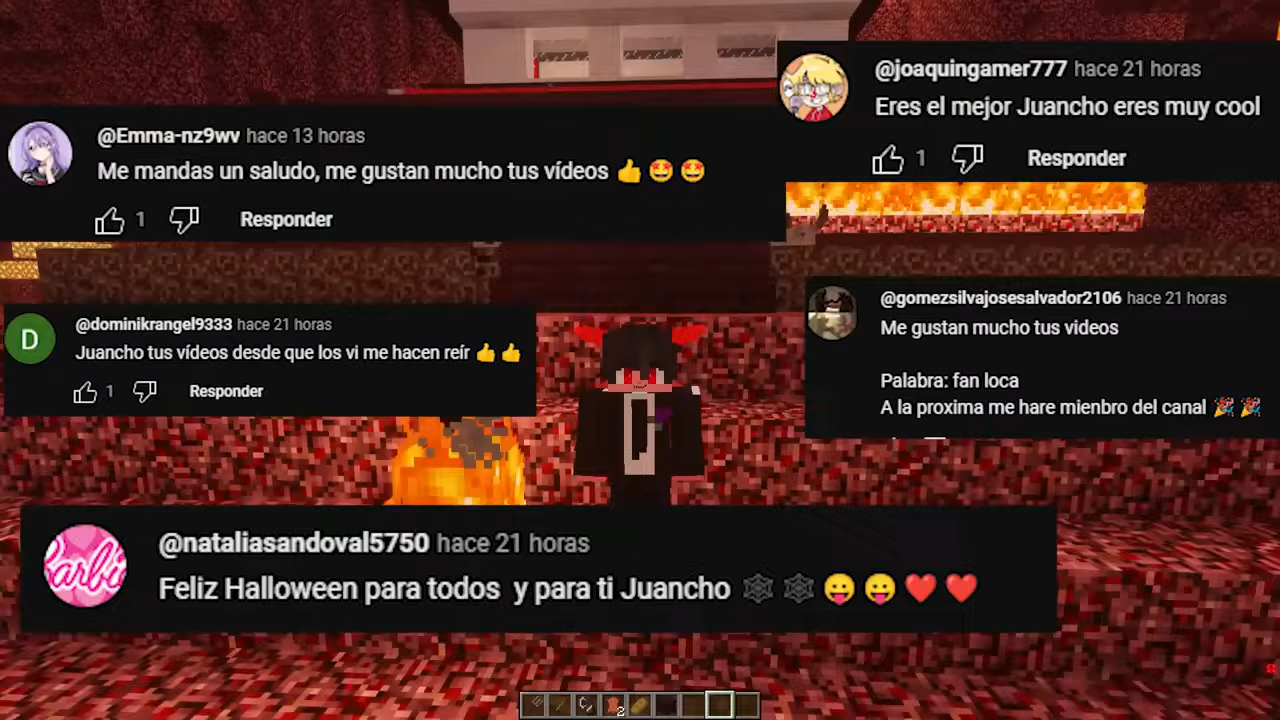 @joaquingamer777 hace 21 horas
Eres el mejor Juancho eres muy cool
1 Responder
@Emma-nz9wv hace 13 horas
Me mandas un saludo, me gustan mucho tus vídeos 👍 🤩 🤩
1 Responder
@gomezsilvajosesalvador2106 hace 21 horas
Me gustan mucho tus videos
Palabra: fan loca
A la proxima me hare mienbro del canal 🎉 🎉
D
@dominikrangel9333 hace 21 horas
Juancho tus vídeos desde que los vi me hacen reír 👍 👍
1 Responder
Barbie
@nataliasandoval5750 hace 21 horas
Feliz Halloween para todos y para ti Juancho 🕸️ 🕸️ 😛 😛 ❤️ ❤️
2